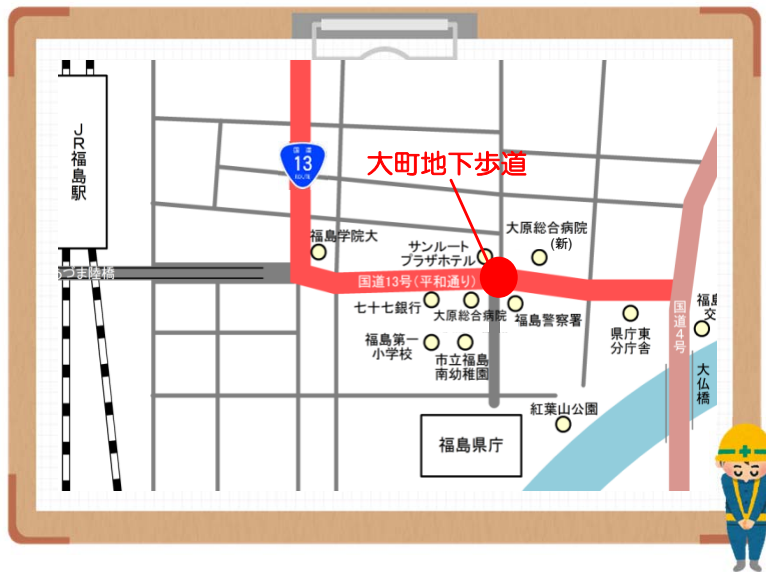 JR福島駅
国道
13
ROUTE
大町地下歩道
福島学院大
サンルート
プラザホテル
大原総合病院
(新)
づま陸橋
国道13号(平和通り)
七十七銀行
大原総合病院
福島警察署
福島第一
小学校
市立福島
南幼稚園
県庁東
分庁舎
国道4号
福島
交
大仏橋
紅葉山公園
福島県庁